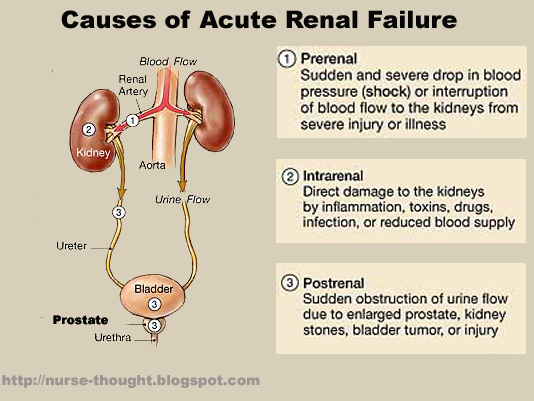 Causes of Acute Renal Failure
Blood Flow
Renal
Artery
1
2
Kidney
Aorta
3
Urine Flow
Ureter
Bladder
3
Prostate
3
Urethra
1 Prerenal
Sudden and severe drop in blood
pressure (shock) or interruption
of blood flow to the kidneys from
severe injury or illness
2 Intrarenal
Direct damage to the kidneys
by inflammation, toxins, drugs,
infection, or reduced blood supply
3 Postrenal
Sudden obstruction of urine flow
due to enlarged prostate, kidney
stones, bladder tumor, or injury
http://nurse-thought.blogspot.com